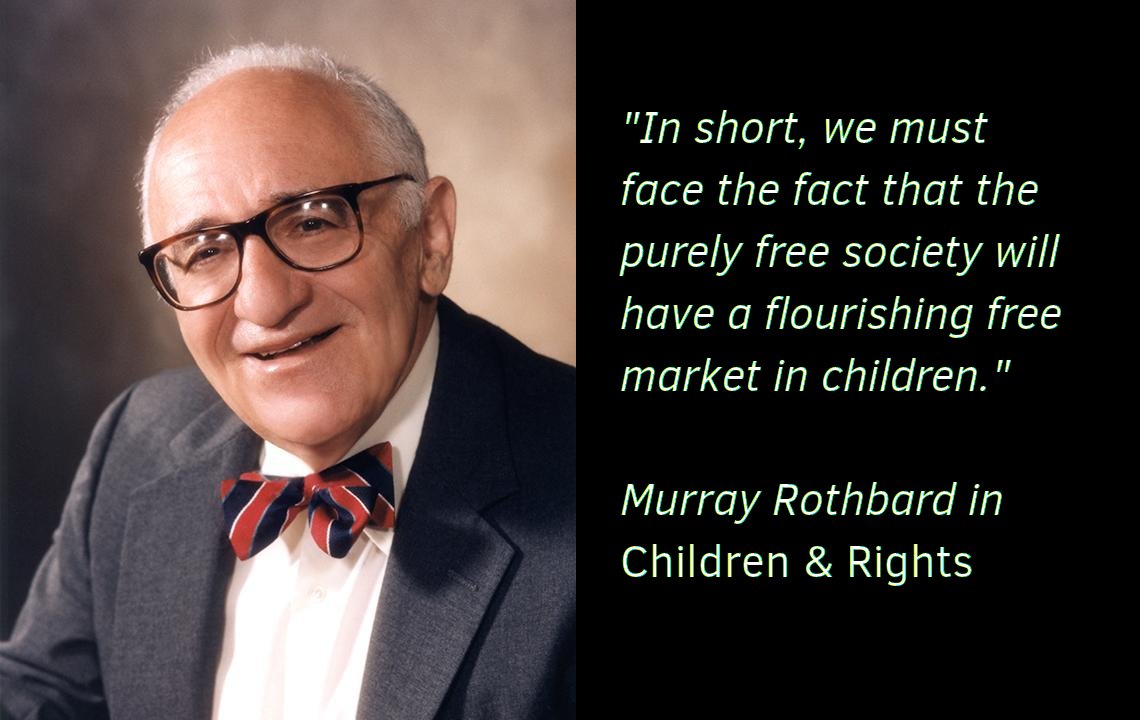 "In short, we must
face the fact that the
purely free society will
have a flourishing free
market in children."
Murray Rothbard in
Children & Rights